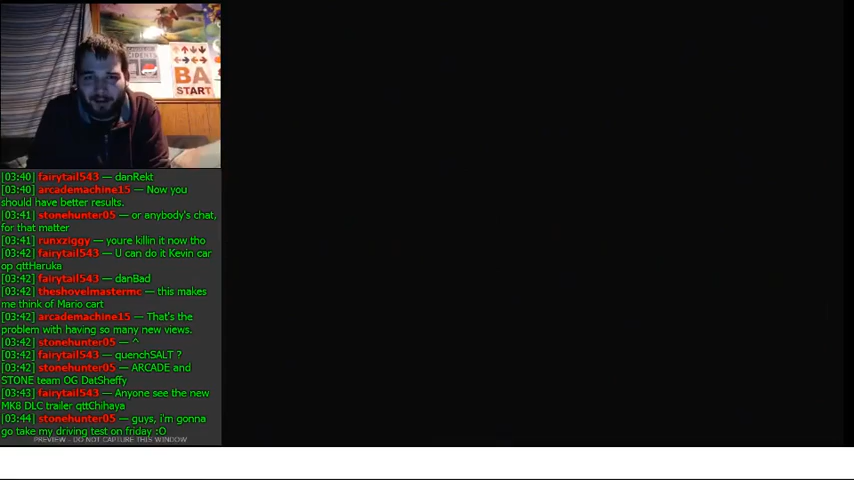 CIDENTE
BA
START
[03:40] fairytail543 — danRekt
[03:40] arcademachine15 — Now you
should have better results.
[03:41] stonehunter05 — or anybody's chat,
for that matter
[03:41] runxziggy — youre killin it now tho
[03:42] fairytail543 — U can do it Kevin car
op qttHaruka
[03:42] fairytail543 — danBad
[03:42] theshovelmastermc — this makes
me think of Mario cart
[03:42] arcademachine15 — That's the
problem with having so many new views.
[03:42] stonehunter05 — ^
[03:42] fairytail543 — quenchSALT ?
[03:42] stonehunter05 — ARCADE and
STONE team OG DatSheffy
[03:43] fairytail543 — Anyone see the new
MK8 DLC trailer qttChihaya
[03:44] stonehunter05 — guys, i'm gonna
go take my driving test on friday :O
PREVIEW - DO NOT CAPTURE THIS WINDOW